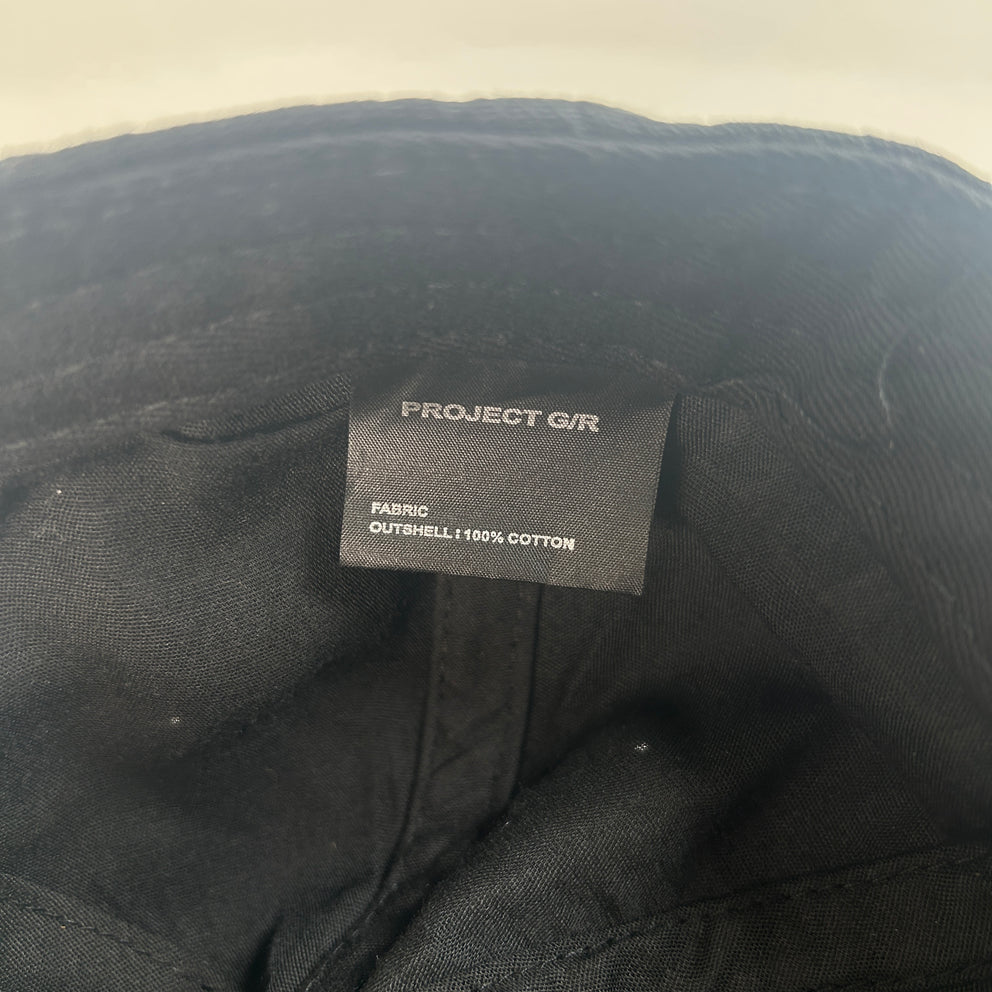 PROJECT G/R
FABRIC
OUTSHELL : 100% COTTON